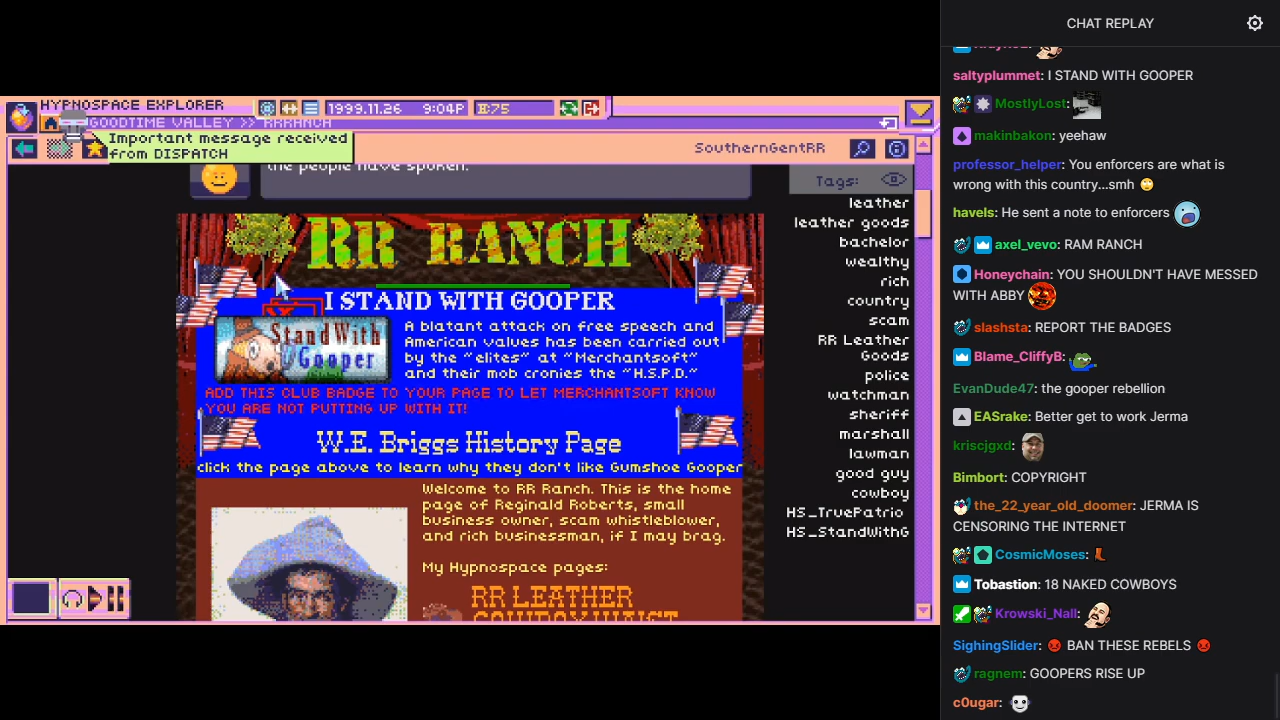 HYPNOSPACE EXPLORER
1999.11.26 9:04P
:75
GOODTIME VALLEY >> RRRANCH
Important message received
from DISPATCH
SouthernGentRR
the people have spoken.
RR RANCH
I STAND WITH GOOPER
Stand With
Gooper
A blatant attack on free speech and
American values has been carried out
by the "elites" at "Merchantsoft"
and their mob cronies the "H.S.P.D."
ADD THIS CLUB BADGE TO YOUR PAGE TO LET MERCHANTSOFT KNOW
YOU ARE NOT PUTTING UP WITH IT!
W.E. Briggs History Page
click the page above to learn why they don't like Gumshoe Gooper
Welcome to RR Ranch. This is the home
page of Reginald Roberts, small
business owner, scam whistleblower,
and rich businessman, if I may brag.
My Hypnospace pages:
RR LEATHER
COWBOY WAIST
Tags:
leather
leather goods
bachelor
wealthy
rich
country
scam
RR Leather
Goods
police
watchman
sheriff
marshall
lawman
good guy
cowboy
HS_TruePatrio
HS_StandWithG
CHAT REPLAY
saltyplummet: I STAND WITH GOOPER
MostlyLost:
makinbakon: yeehaw
professor_helper: You enforcers are what is
wrong with this country...smh
havels: He sent a note to enforcers
axel_vevo: RAM RANCH
Honeychain: YOU SHOULDN'T HAVE MESSED
WITH ABBY
slashsta: REPORT THE BADGES
Blame_CliffyB:
EvanDude47: the gooper rebellion
EASrake: Better get to work Jerma
kriscjgxd:
Bimbort: COPYRIGHT
the_22_year_old_doomer: JERMA IS
CENSORING THE INTERNET
CosmicMoses:
Tobastion: 18 NAKED COWBOYS
Krowski_Nall:
SighingSlider: BAN THESE REBELS
ragnem: GOOPERS RISE UP
c0ugar: